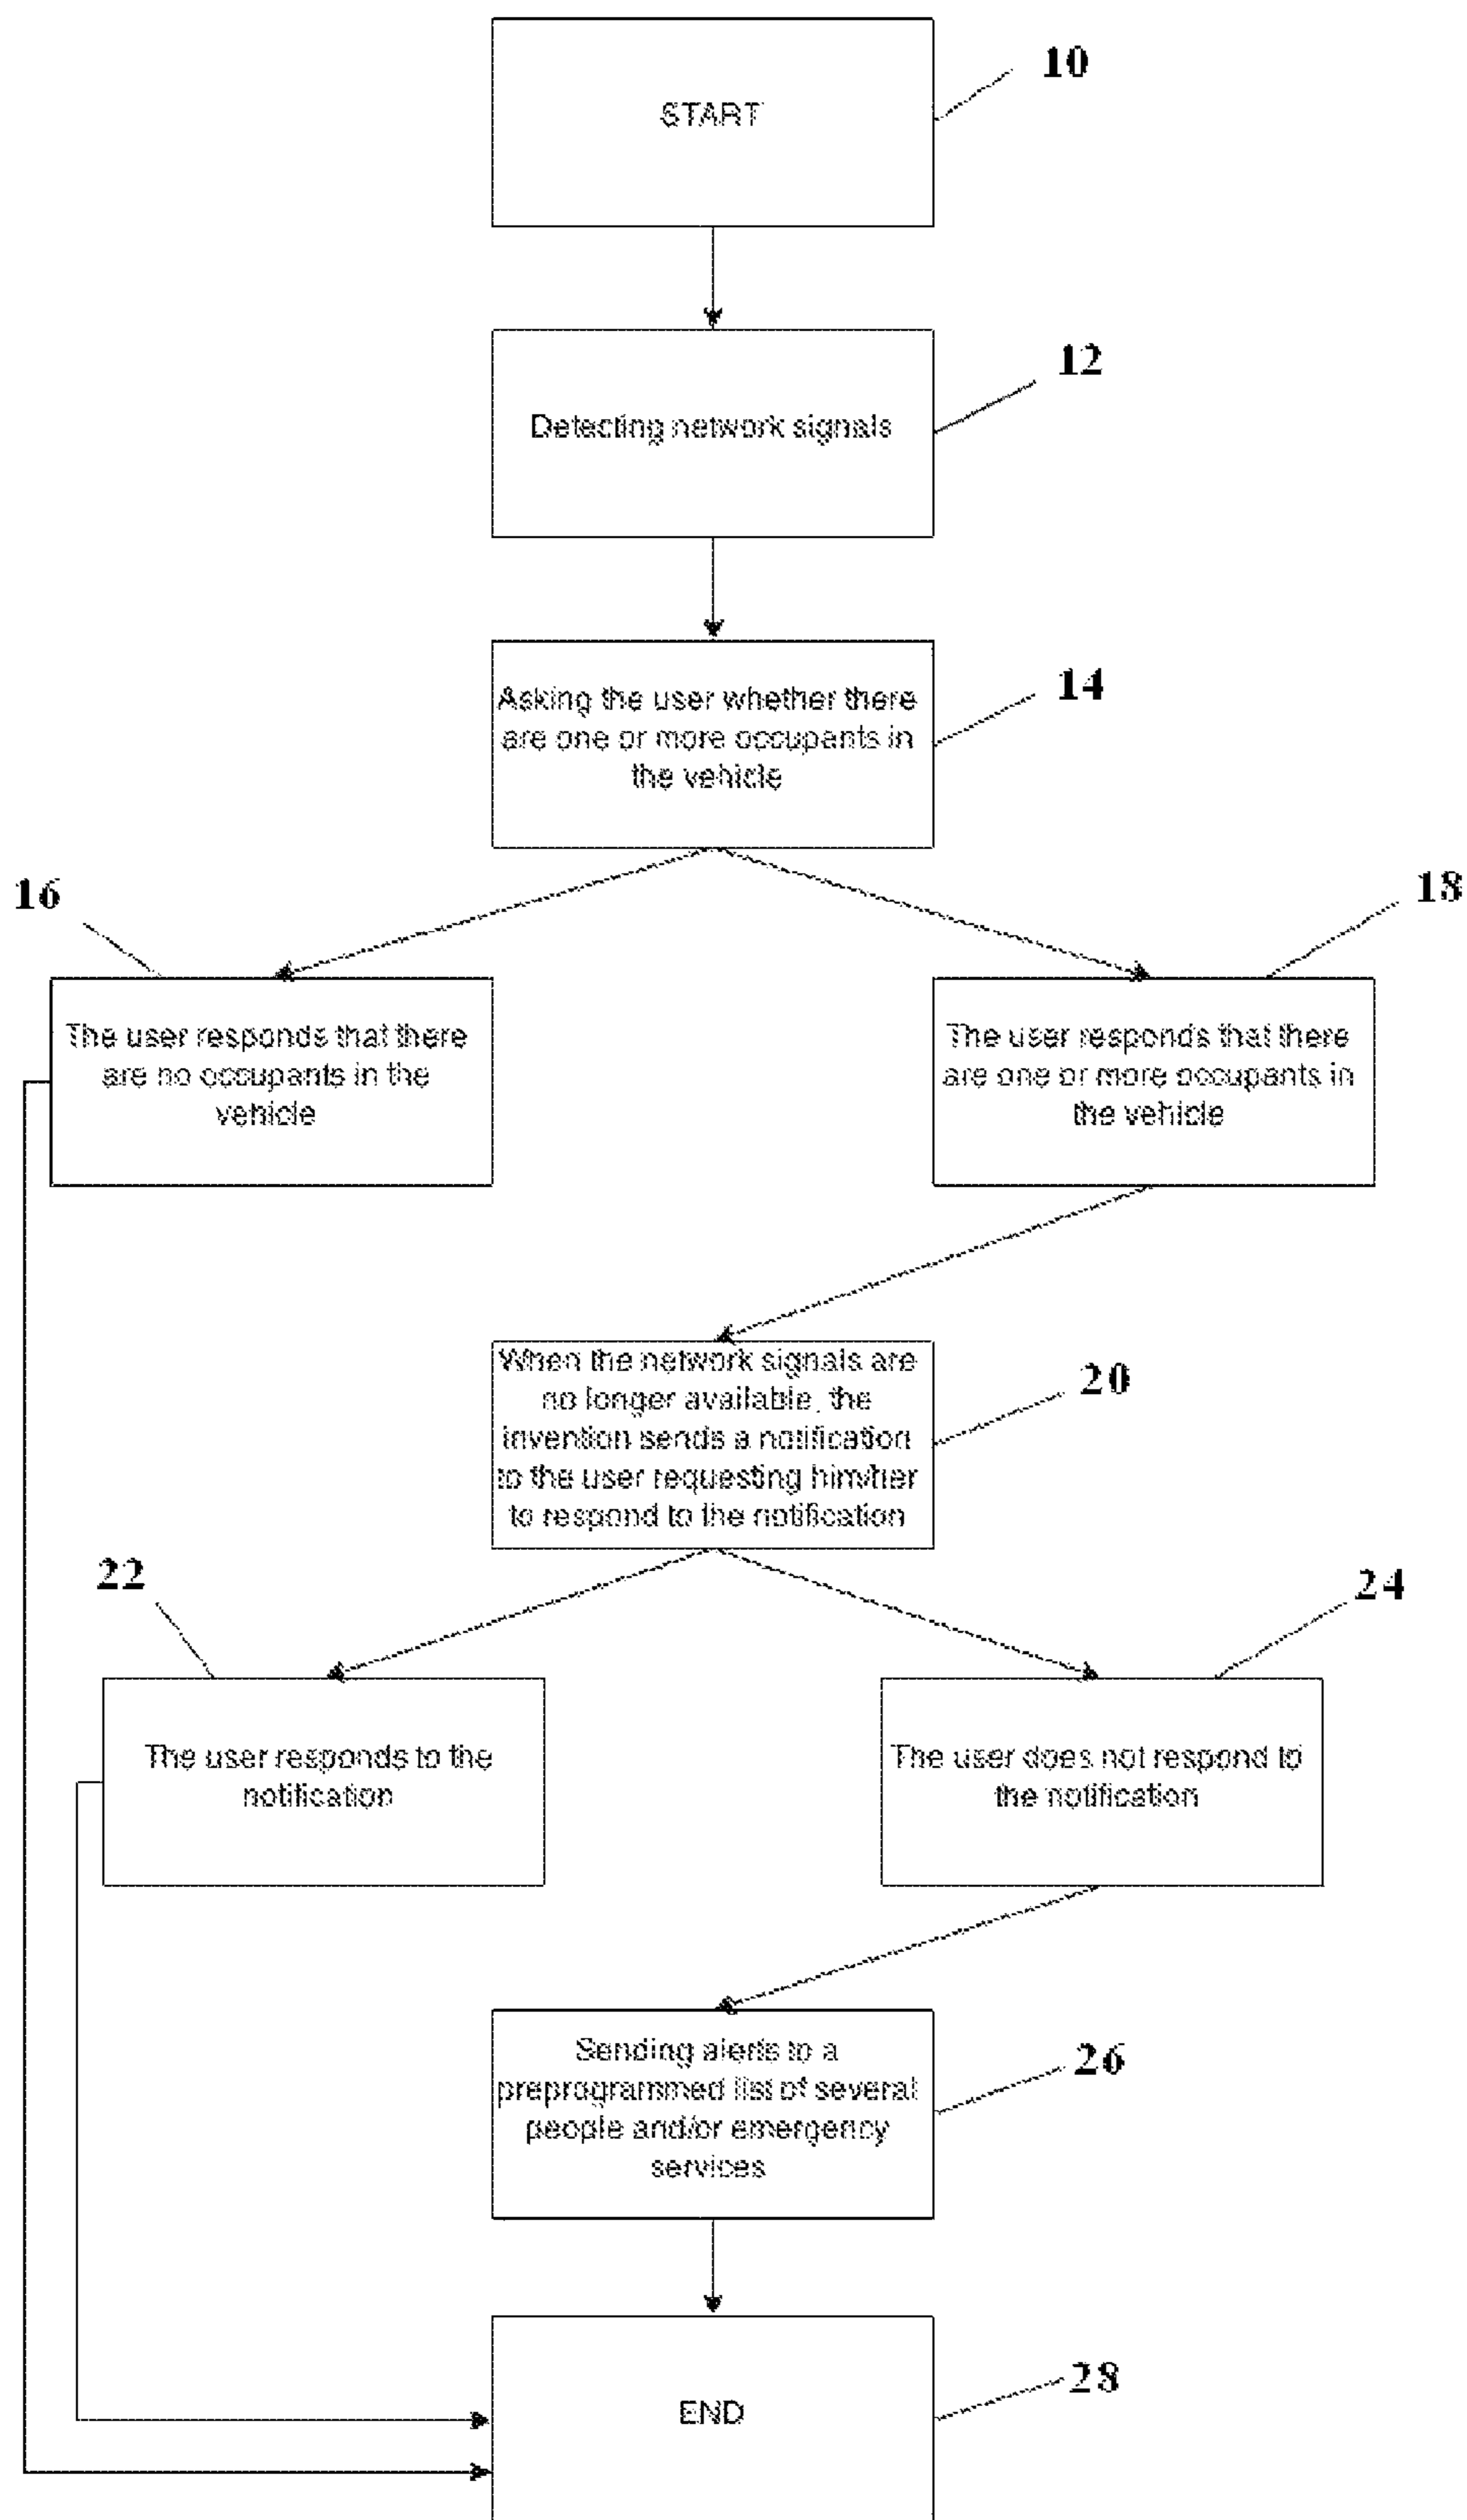 START
10
Detecting network signals
12
Asking the user whether there
are one or more occupants in
the vehicle
14
16
18
The user responds that there
are no occupants in the
vehicle
The user responds that there
are one or more occupants in
the vehicle
When the network signals are
no longer available, the
invention sends a notification
to the user requesting him/her
to respond to the notification
20
22
24
The user responds to the
notification
The user does not respond to
the notification
Sending alerts to a
preprogrammed list of several
people and/or emergency
services
26
END
28